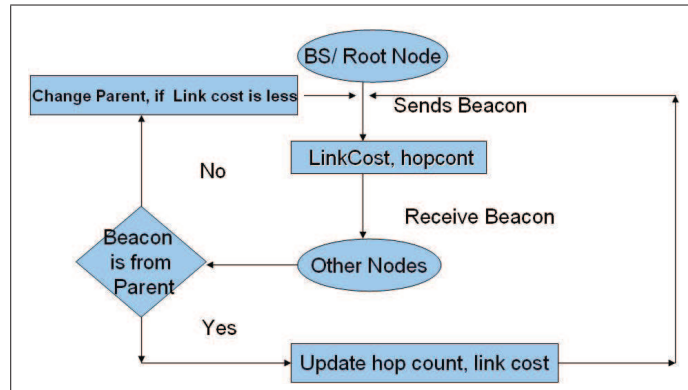 BS/ Root Node
Change Parent, if Link cost is less
Sends Beacon
LinkCost, hopcont
No
Receive Beacon
Beacon
is from
Parent
Other Nodes
Yes
Update hop count, link cost